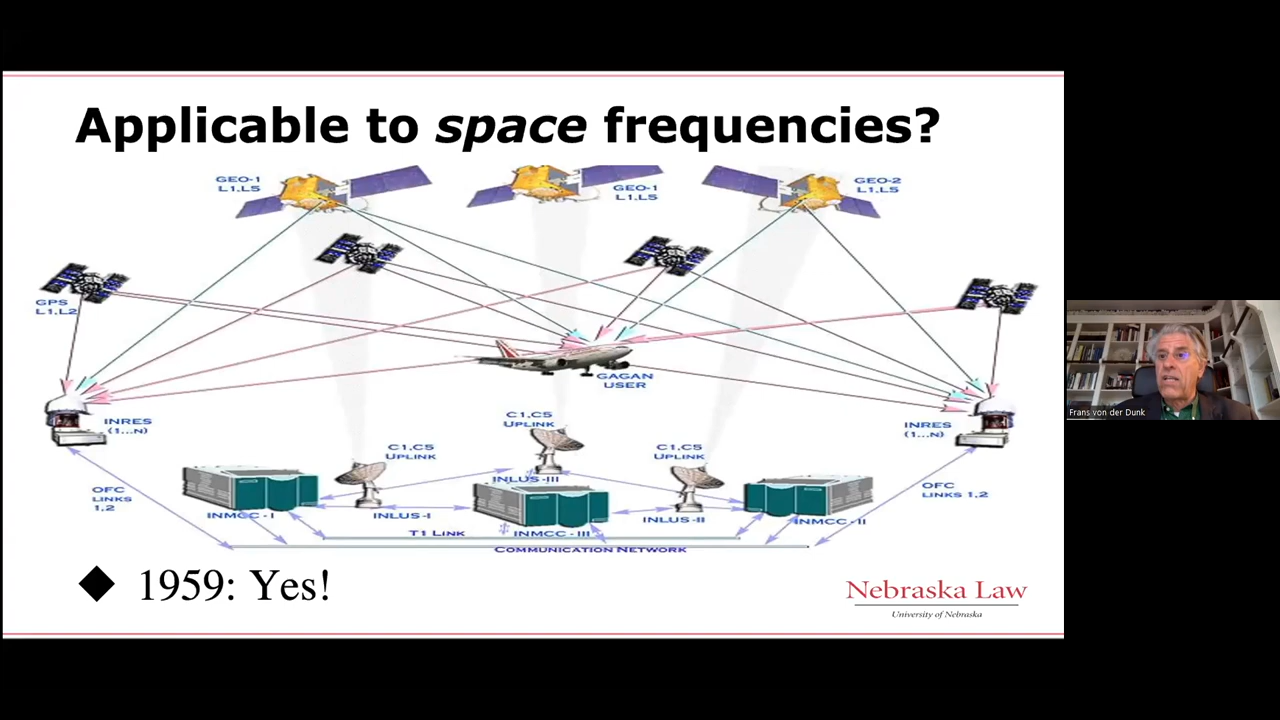 Applicable to space frequencies?
GEO-1
L1,L5
GEO-1
L1,L5
GEO-2
L1,L5
GPS
L1,L2
GAGAN
USER
INRES
(1...N)
INRES
(1...N)
C1,C5
UPLINK
C1,C5
UPLINK
C1,C5
UPLINK
OFC
LINKS
1,2
OFC
LINKS 1,2
INLUS-III
INMCC - I
INLUS-I
INLUS-II
INMCC - II
T1 LINK
INMCC - III
COMMUNICATION NETWORK
◆ 1959: Yes!
Nebraska Law
University of Nebraska
Frans von der Dunk